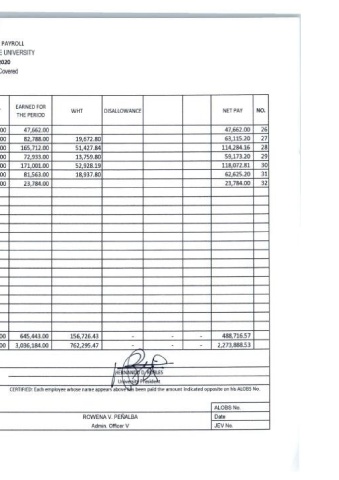 PAYROLL
E UNIVERSITY
2020
Covered
EARNED FOR THE PERIOD WHT DISALLOWANCE NET PAY NO.
00 47,662.00 47,662.00 26
00 82,788.00 19,672.80 63,115.20 27
00 165,712.00 51,427.84 114,284.16 28
00 72,933.00 13,759.80 59,173.20 29
00 171,001.00 52,928.19 118,072.81 30
00 81,563.00 18,937.80 62,625.20 31
00 23,784.00 23,784.00 32
00 645,443.00 156,726.43 - - - 488,716.57
00 3,036,184.00 762,295.47 - - - 2,273,888.53
University President
CERTIFIED: Each employee whose name appears above has been paid the amount indicated opposite on his ALOBS No.
ALOBS No.
ROWENA V. PEÑALBA Date
Admin. Officer V JEV No.